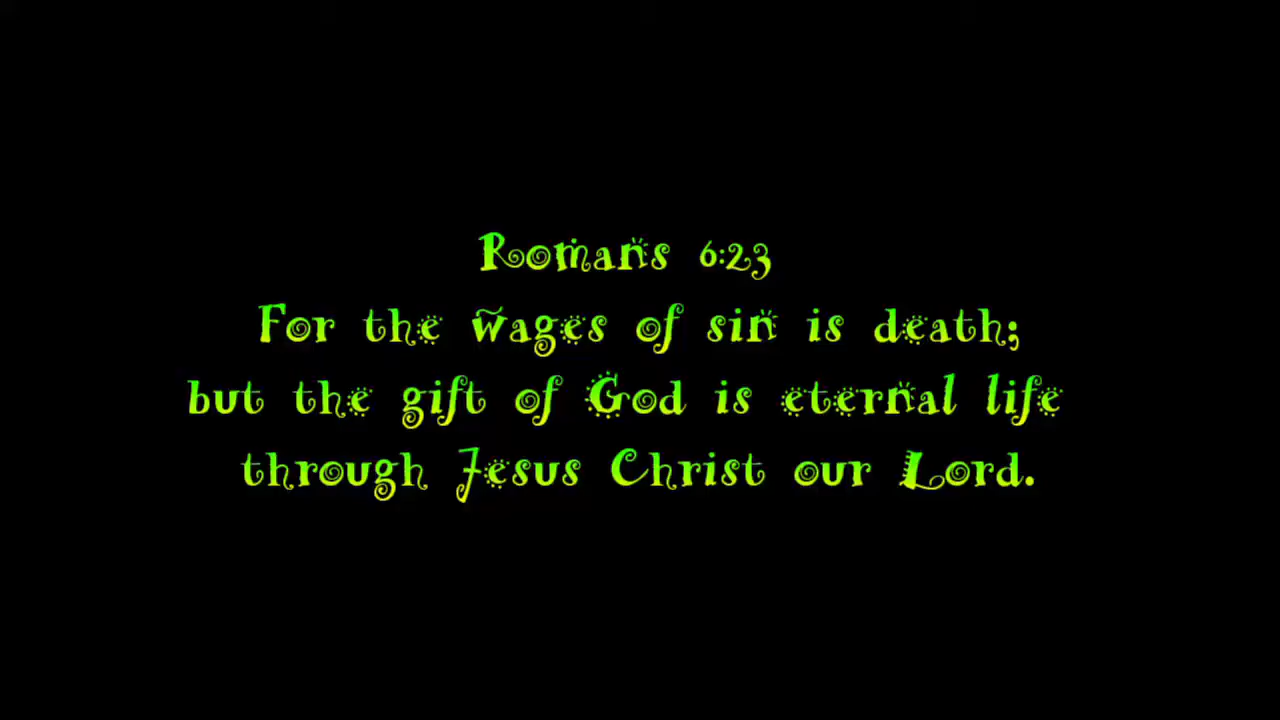 Romans 6:23
For the wages of sin is death;
but the gift of God is eternal life
through Jesus Christ our Lord.